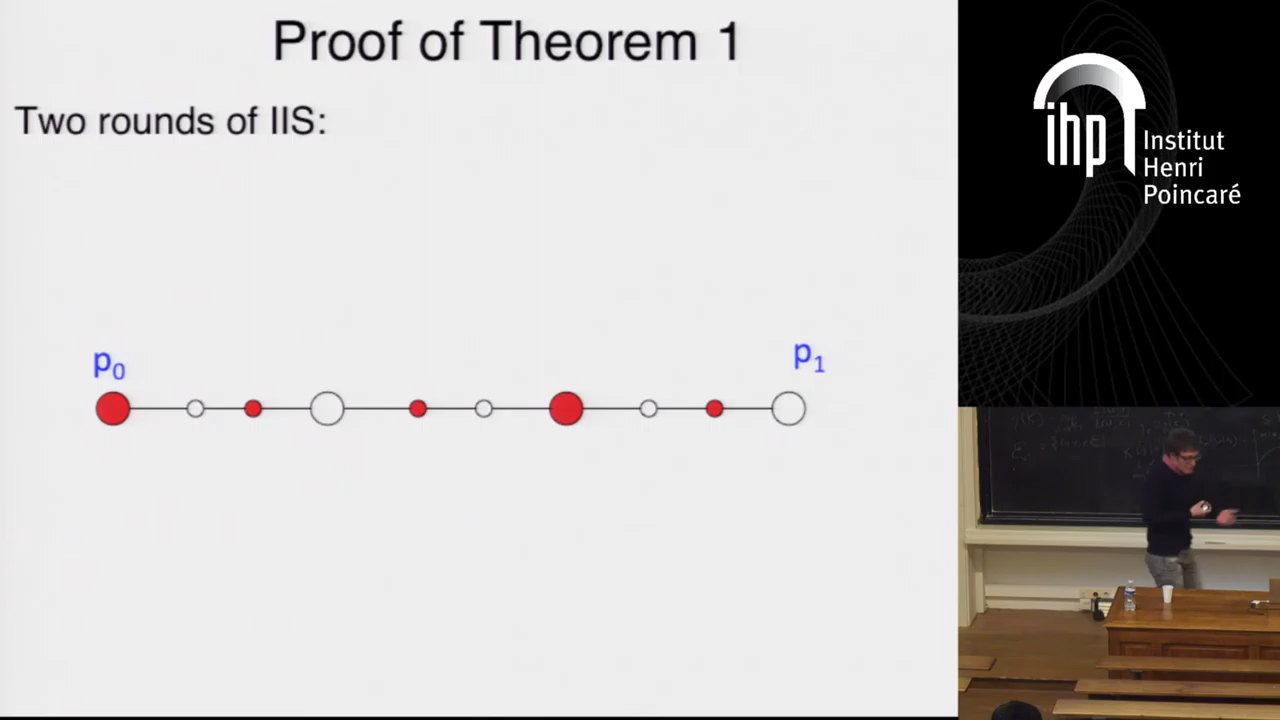 Proof of Theorem 1
Two rounds of IIS:
p₀
p₁
ihp
Institut
Henri
Poincaré